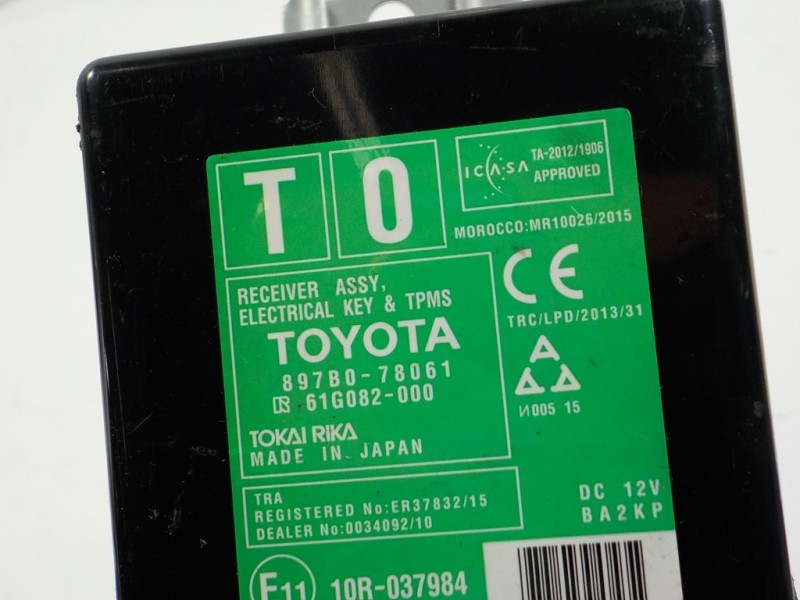 T 0
ICASA TA-2012/1906
APPROVED
MOROCCO:MR10026/2015
RECEIVER ASSY,
ELECTRICAL KEY & TPMS
TOYOTA
897B0-78061
61G082-000
TOKAI RIKA
MADE IN JAPAN
CE
TRC/LPD/2013/31
И005 15
TRA
REGISTERED No:ER37832/15
DEALER No:0034092/10
DC 12V
BA2KP
E11 10R-037984